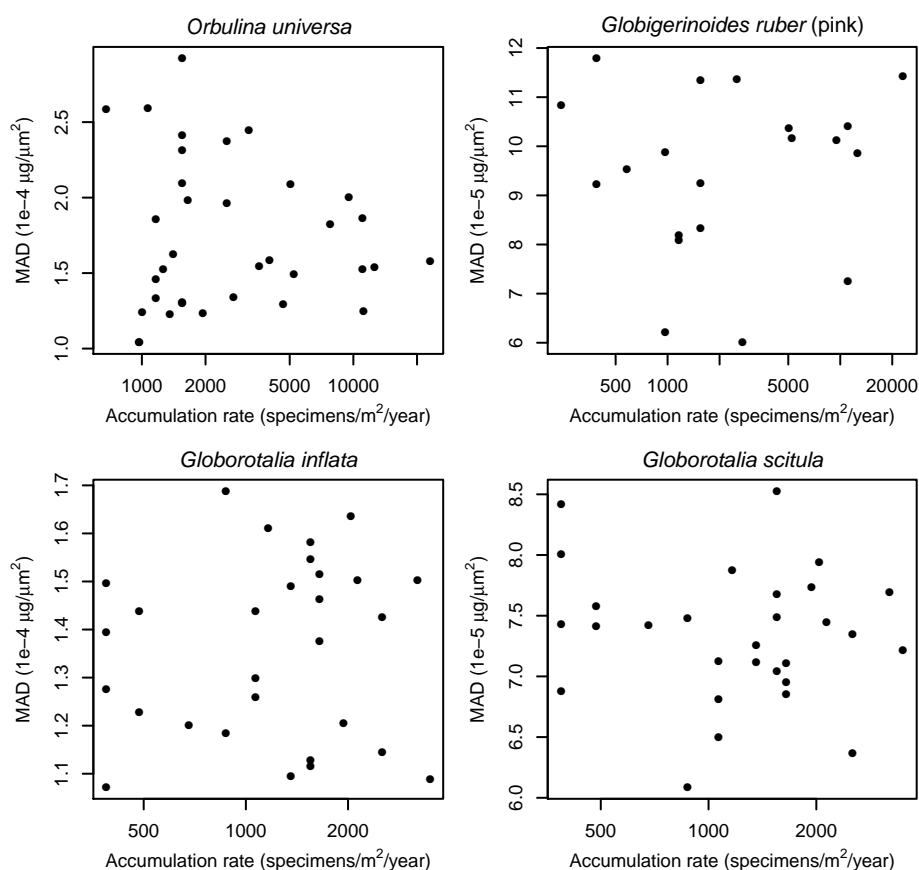 Orbulina universa
MAD (1e−4 μg/μm²)
1.0 1.5 2.0 2.5
1000 2000 5000 10000
Accumulation rate (specimens/m²/year)
Globigerinoides ruber (pink)
MAD (1e−5 μg/μm²)
6 7 8 9 10 11 12
500 1000 5000 20000
Accumulation rate (specimens/m²/year)
Globorotalia inflata
MAD (1e−4 μg/μm²)
1.1 1.2 1.3 1.4 1.5 1.6 1.7
500 1000 2000
Accumulation rate (specimens/m²/year)
Globorotalia scitula
MAD (1e−5 μg/μm²)
6.0 6.5 7.0 7.5 8.0 8.5
500 1000 2000
Accumulation rate (specimens/m²/year)